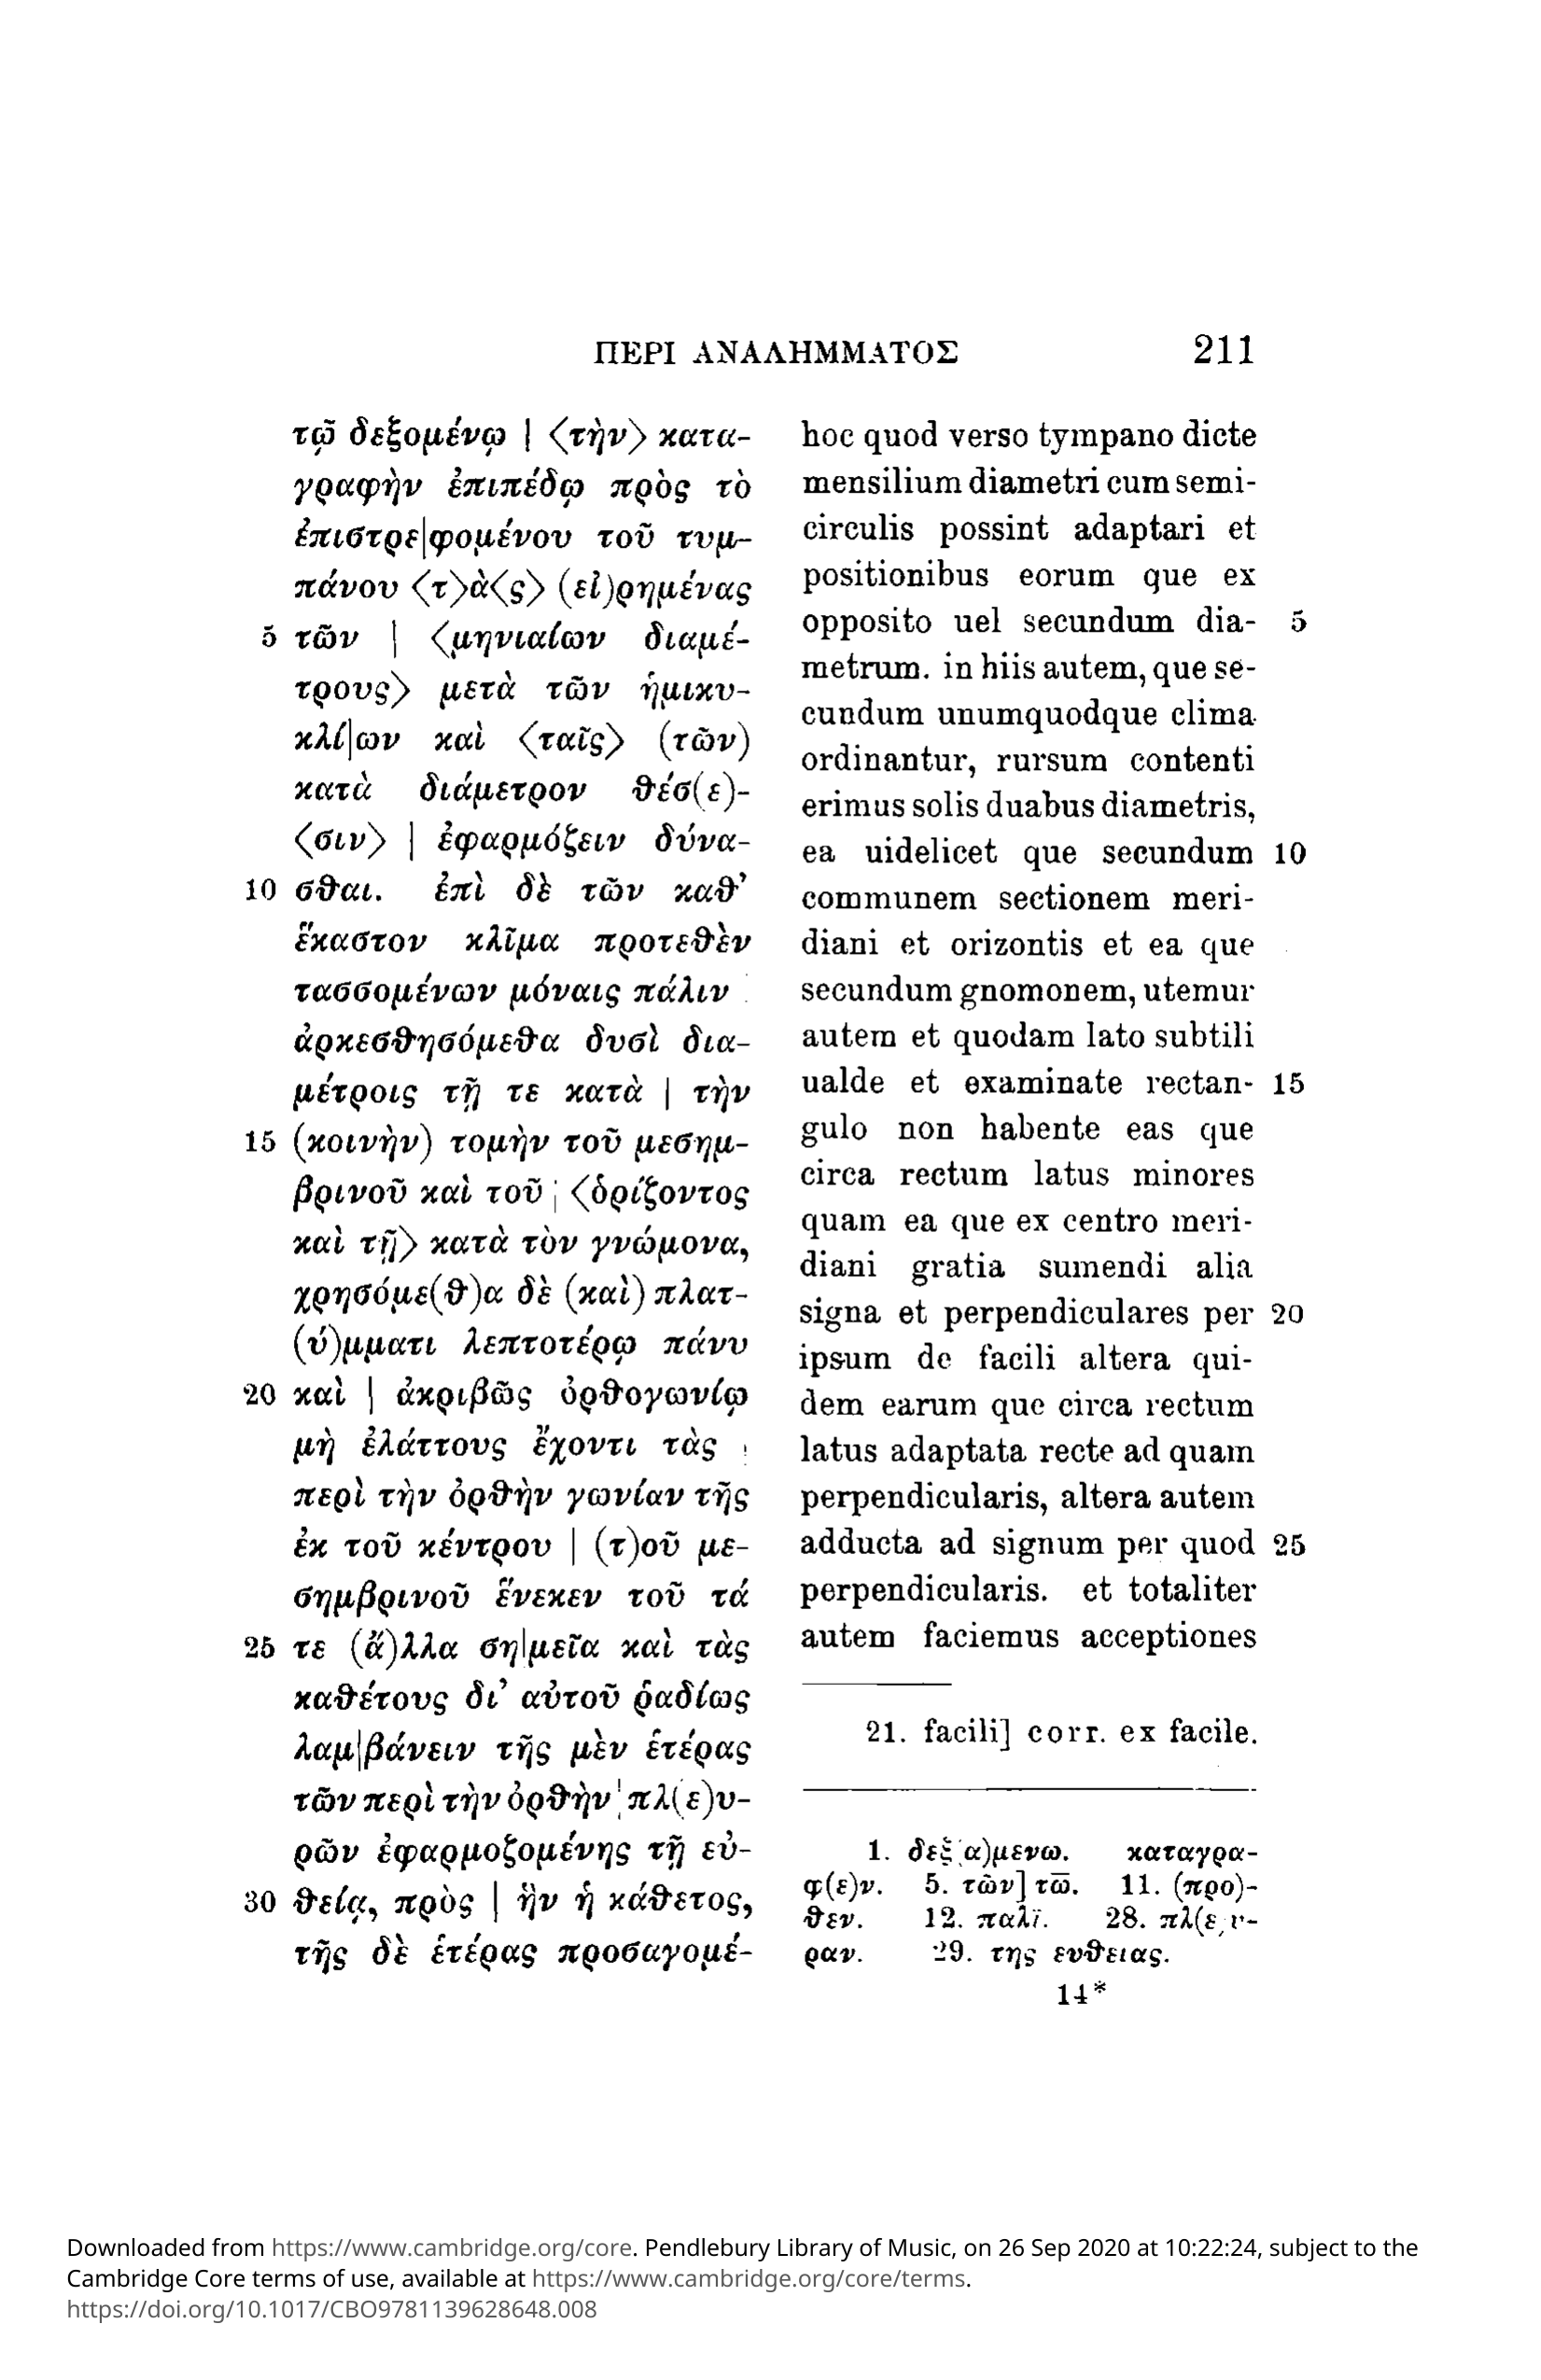 ΠΕΡΙ ΑΝΑΛΗΜΜΑΤΟΣ 211
τῷ δεξομένῳ | ⟨τὴν⟩ κατα-
γραφὴν ἐπιπέδῳ πρὸς τὸ
ἐπιστρε|φομένου τοῦ τυμ-
πάνου ⟨τ⟩ὰ⟨ς⟩ (εἰ)ρημένας
5 τῶν | ⟨μηνιαίων διαμέ-
τρους⟩ μετὰ τῶν ἡμικυ-
κλί|ων καὶ ⟨ταῖς⟩ (τῶν)
κατὰ διάμετρον θέσ(ε)-
⟨σιν⟩ | ἐφαρμόζειν δύνα-
10 σθαι. ἐπὶ δὲ τῶν καθ’
ἕκαστον κλῖμα προτεθὲν
τασσομένων μόναις πάλιν
ἀρκεσθησόμεθα δυσὶ δια-
μέτροις τῇ τε κατὰ | τὴν
15 (κοινὴν) τομὴν τοῦ μεσημ-
βρινοῦ καὶ τοῦ | ⟨ὁρίζοντος
καὶ τῇ⟩ κατὰ τὸν γνώμονα,
χρησόμε(θ)α δὲ (καὶ) πλατ-
(ύ)μματι λεπτοτέρῳ πάνυ
20 καὶ | ἀκριβῶς ὀρθογωνίῳ
μὴ ἐλάττους ἔχοντι τὰς |
περὶ τὴν ὀρθὴν γωνίαν τῆς
ἐκ τοῦ κέντρου | (τ)οῦ με-
σημβρινοῦ ἕνεκεν τοῦ τά
25 τε (ἄ)λλα ση|μεῖα καὶ τὰς
καθέτους δι’ αὐτοῦ ῥαδίως
λαμ|βάνειν τῆς μὲν ἑτέρας
τῶν περὶ τὴν ὀρθὴν | πλ(ε)υ-
ρῶν ἐφαρμοζομένης τῇ εὐ-
30 θείᾳ, πρὸς | ἣν ἡ κάθετος,
τῆς δὲ ἑτέρας προσαγομέ-
hoc quod verso tympano dicte
mensilium diametri cum semi-
circulis possint adaptari et
positionibus eorum que ex
opposito uel secundum dia- 5
metrum. in hiis autem, que se-
cundum unumquodque clima
ordinantur, rursum contenti
erimus solis duabus diametris,
ea uidelicet que secundum 10
communem sectionem meri-
diani et orizontis et ea que
secundum gnomonem, utemur
autem et quodam lato subtili
ualde et examinate rectan- 15
gulo non habente eas que
circa rectum latus minores
quam ea que ex centro meri-
diani gratia sumendi alia
signa et perpendiculares per 20
ipsum de facili altera qui-
dem earum que circa rectum
latus adaptata recte ad quam
perpendicularis, altera autem
adducta ad signum per quod 25
perpendicularis. et totaliter
autem faciemus acceptiones
21. facili] corr. ex facile.
1. δεξ(α)μενω. καταγρα-
φ(ε)ν. 5. τῶν] τω̅. 11. (προ)-
θεν. 12. παλϊ. 28. πλ(ε)υ-
ραν. 29. της ευθειας.
14*
Downloaded from https://www.cambridge.org/core. Pendlebury Library of Music, on 26 Sep 2020 at 10:22:24, subject to the
Cambridge Core terms of use, available at https://www.cambridge.org/core/terms.
https://doi.org/10.1017/CBO9781139628648.008